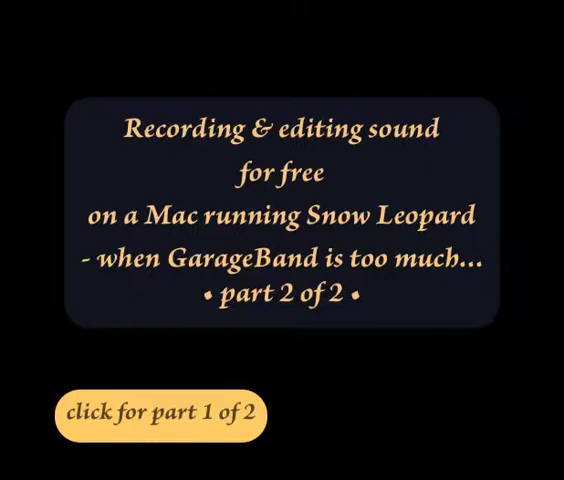 Recording & editing sound
for free
on a Mac running Snow Leopard
- when GarageBand is too much...
• part 2 of 2 •
click for part 1 of 2